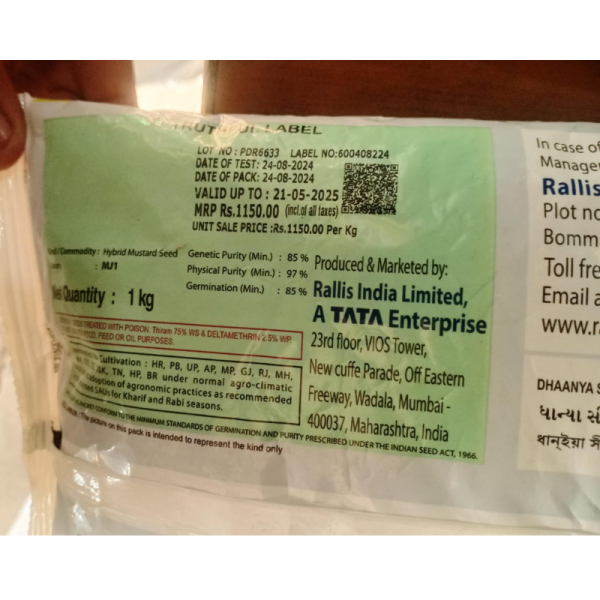 LABEL
LOT NO : PDR6633 LABEL NO:600408224
DATE OF TEST: 24-08-2024
DATE OF PACK: 24-08-2024
VALID UP TO : 21-05-2025
MRP Rs.1150.00 (incl.of all taxes)
UNIT SALE PRICE :Rs.1150.00 Per Kg
/ Commodity : Hybrid Mustard Seed
: MJ1
Quantity : 1 kg
Genetic Purity (Min.) : 85 %
Physical Purity (Min.) : 97 %
Germination (Min.) : 85 %
TREATED WITH POISON. Thiram 75% WS & DELTAMETHRIN 2.5% WP.
FOOD, FEED OR OIL PURPOSES.
Cultivation : HR, PB, UP, AP, MP, GJ, RJ, MH,
TN, HP, BR under normal agro-climatic
adoption of agronomic practices as recommended
SAUs for Kharif and Rabi seasons.
CONFORM TO THE MINIMUM STANDARDS OF GERMINATION AND PURITY PRESCRIBED UNDER THE INDIAN SEED ACT, 1966.
The picture on this pack is intended to represent the kind only
Produced & Marketed by:
Rallis India Limited,
A TATA Enterprise
23rd floor, VIOS Tower,
New cuffe Parade, Off Eastern
Freeway, Wadala, Mumbai -
400037, Maharashtra, India
In case of
Manage
Rallis
Plot no
Bomm
Toll fre
Email a
www.ra
DHAANYA S
ધાન્યા સી